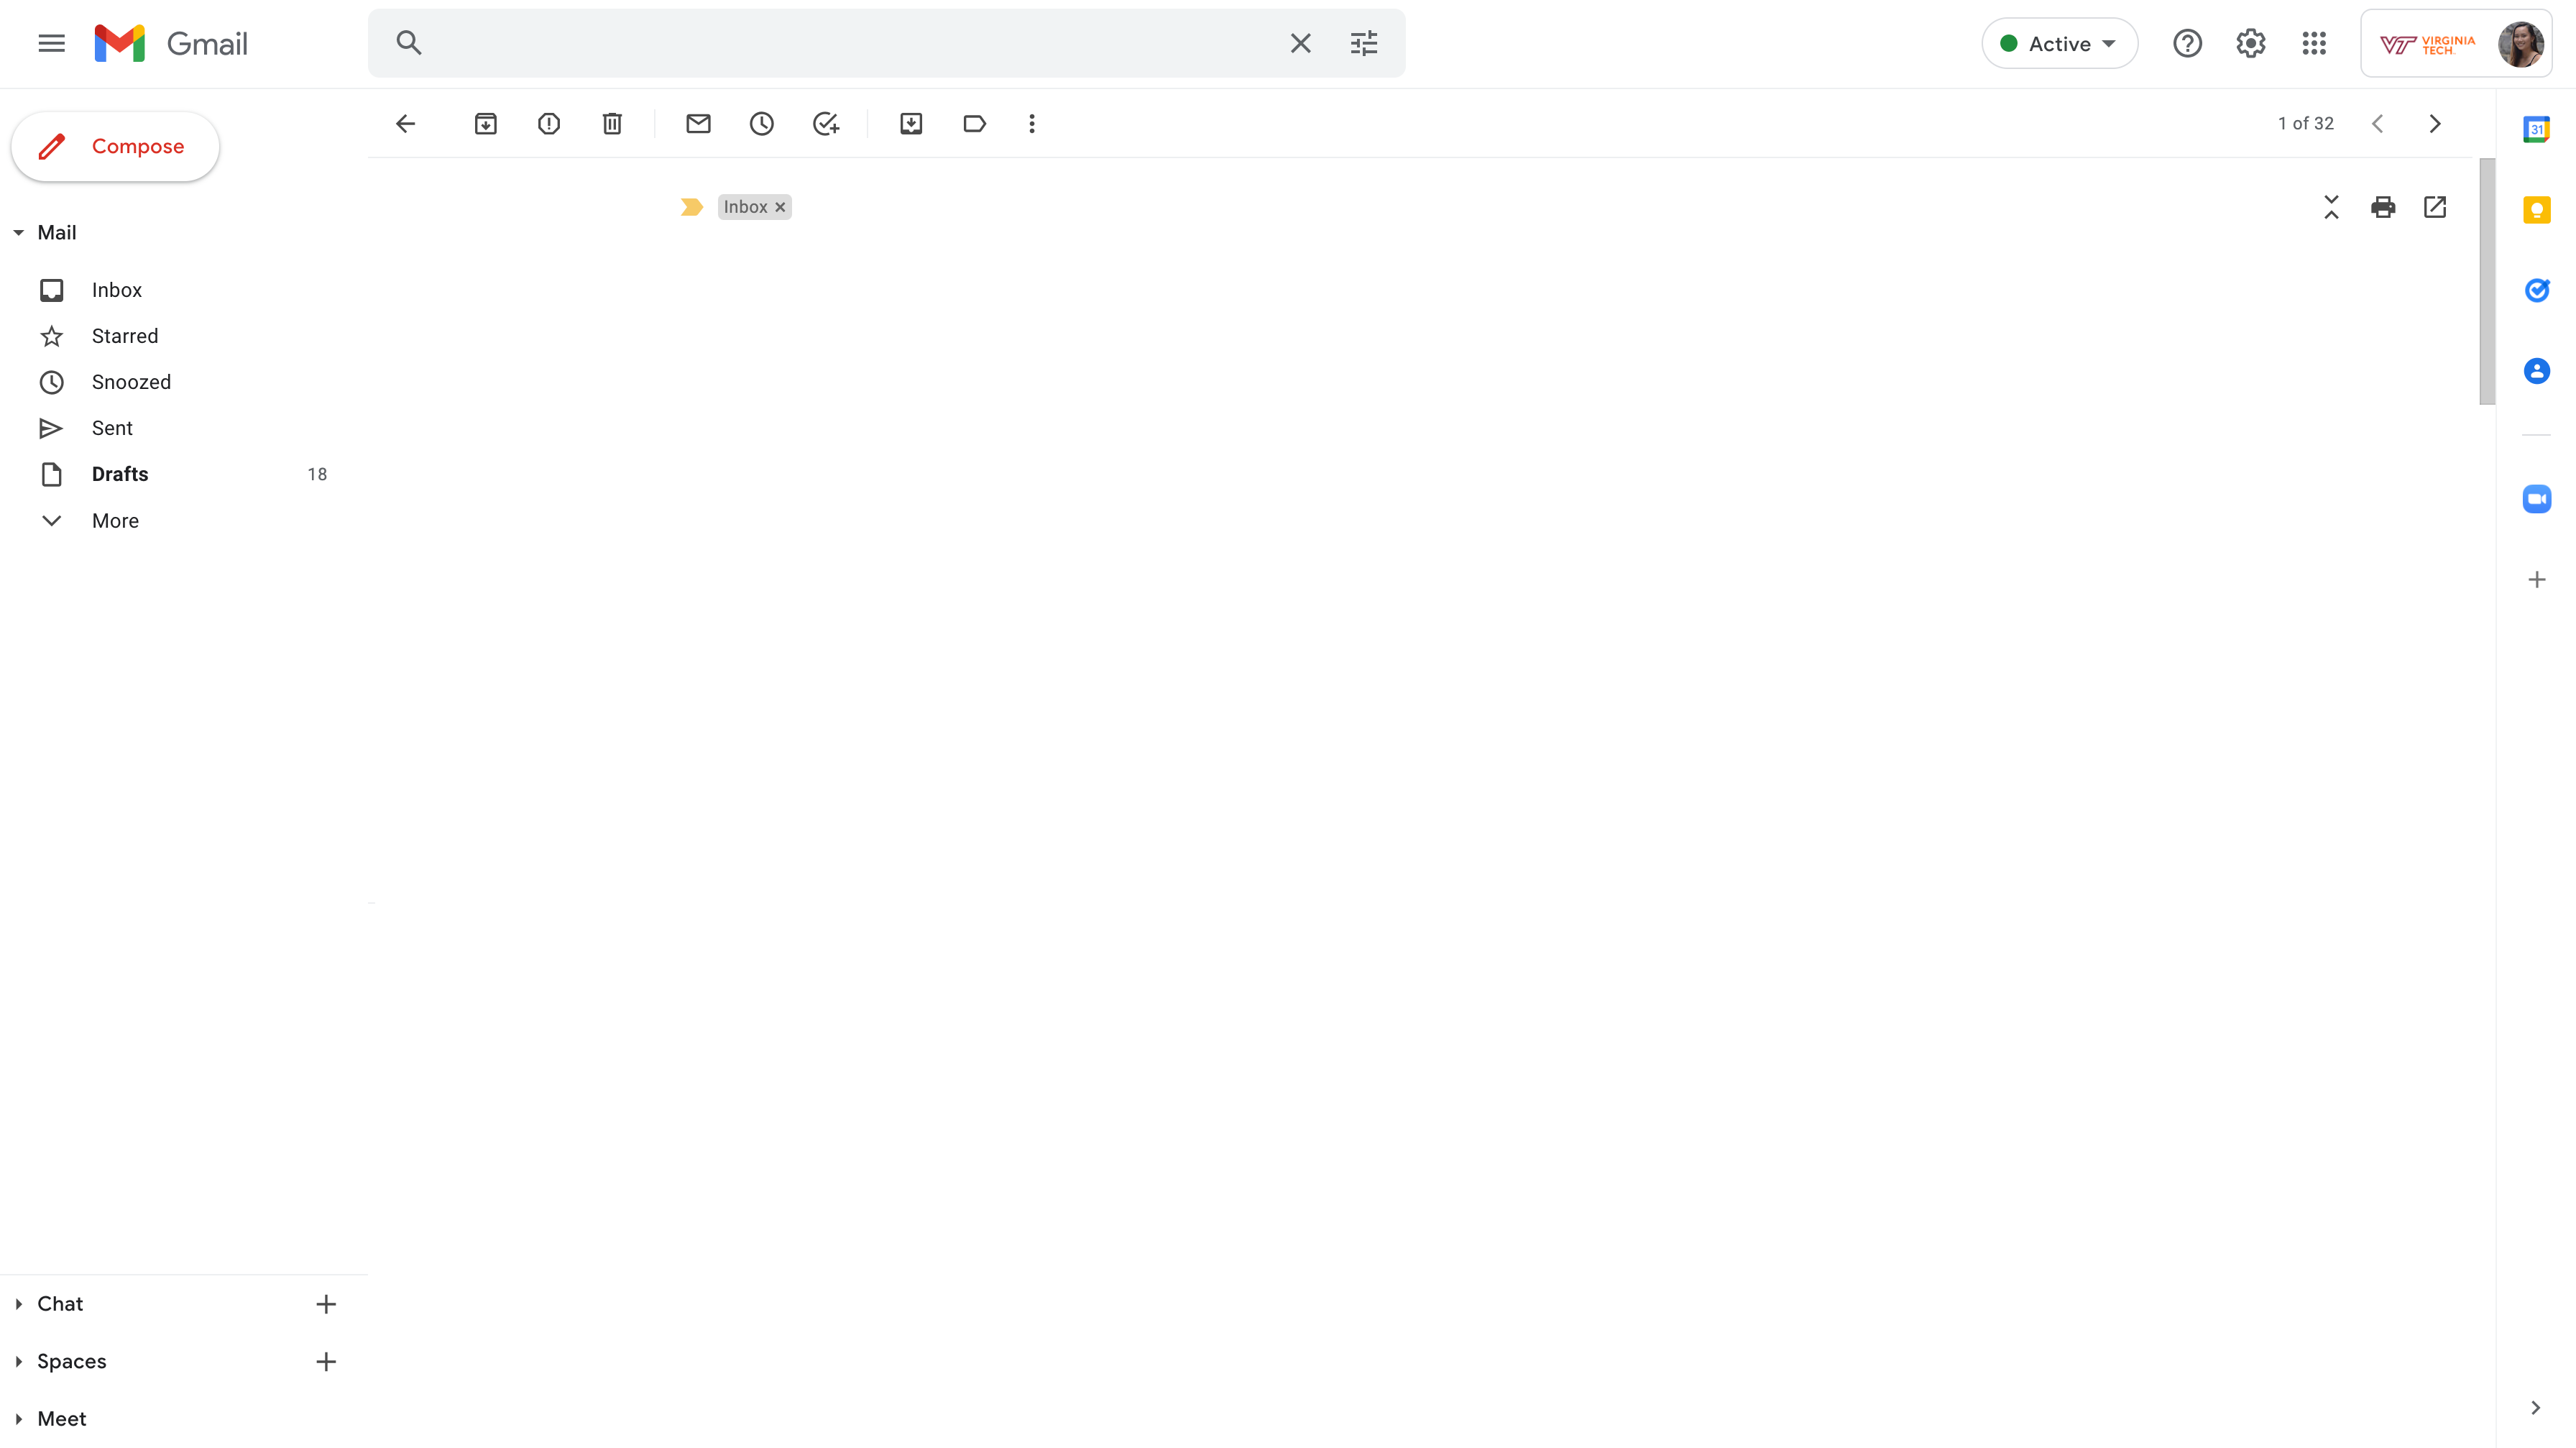 Gmail
Active
VT VIRGINIA TECH.
Compose
1 of 32
31
Mail
Inbox ×
Inbox
Starred
Snoozed
Sent
Drafts 18
More
Chat
Spaces
Meet